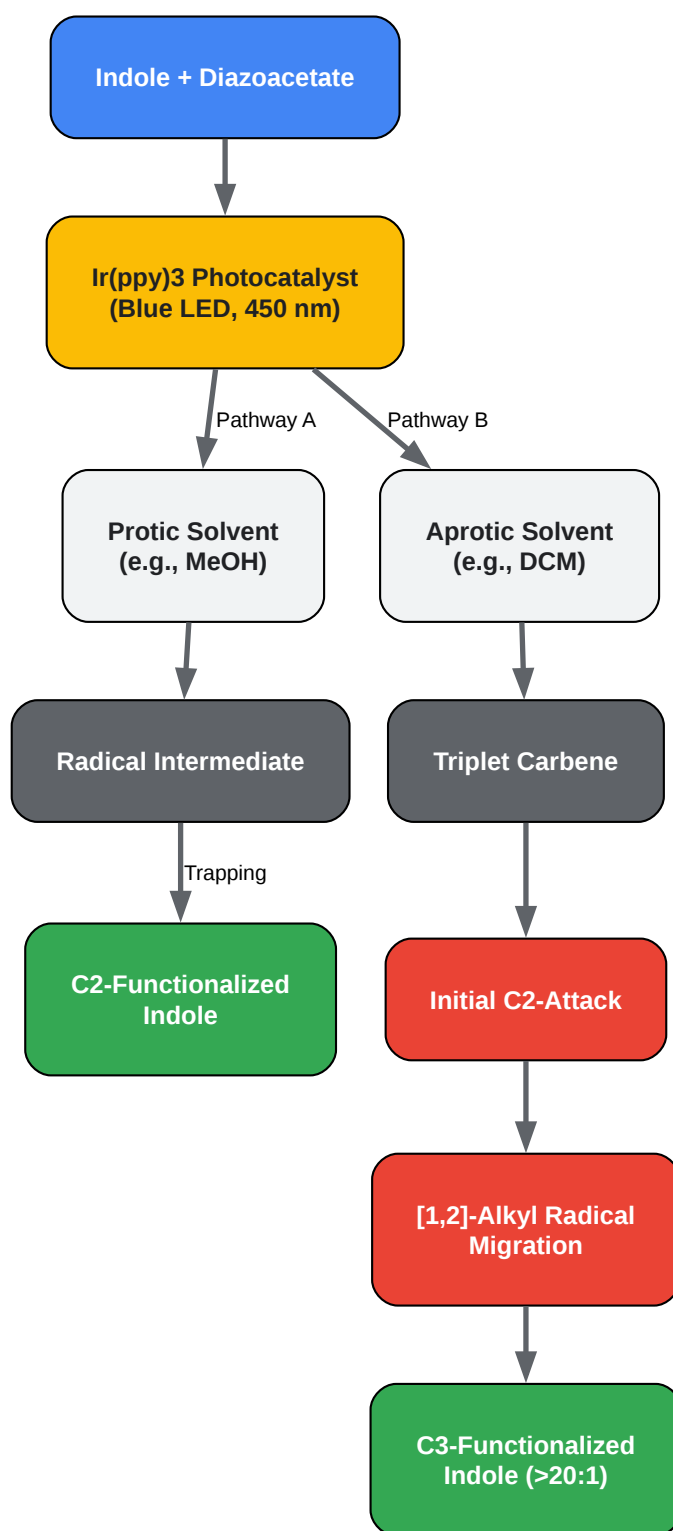 Indole + Diazoacetate
Ir(ppy)3 Photocatalyst
(Blue LED, 450 nm)
Pathway A
Pathway B
Protic Solvent
(e.g., MeOH)
Aprotic Solvent
(e.g., DCM)
Radical Intermediate
Triplet Carbene
Trapping
C2-Functionalized
Indole
Initial C2-Attack
[1,2]-Alkyl Radical
Migration
C3-Functionalized
Indole (>20:1)